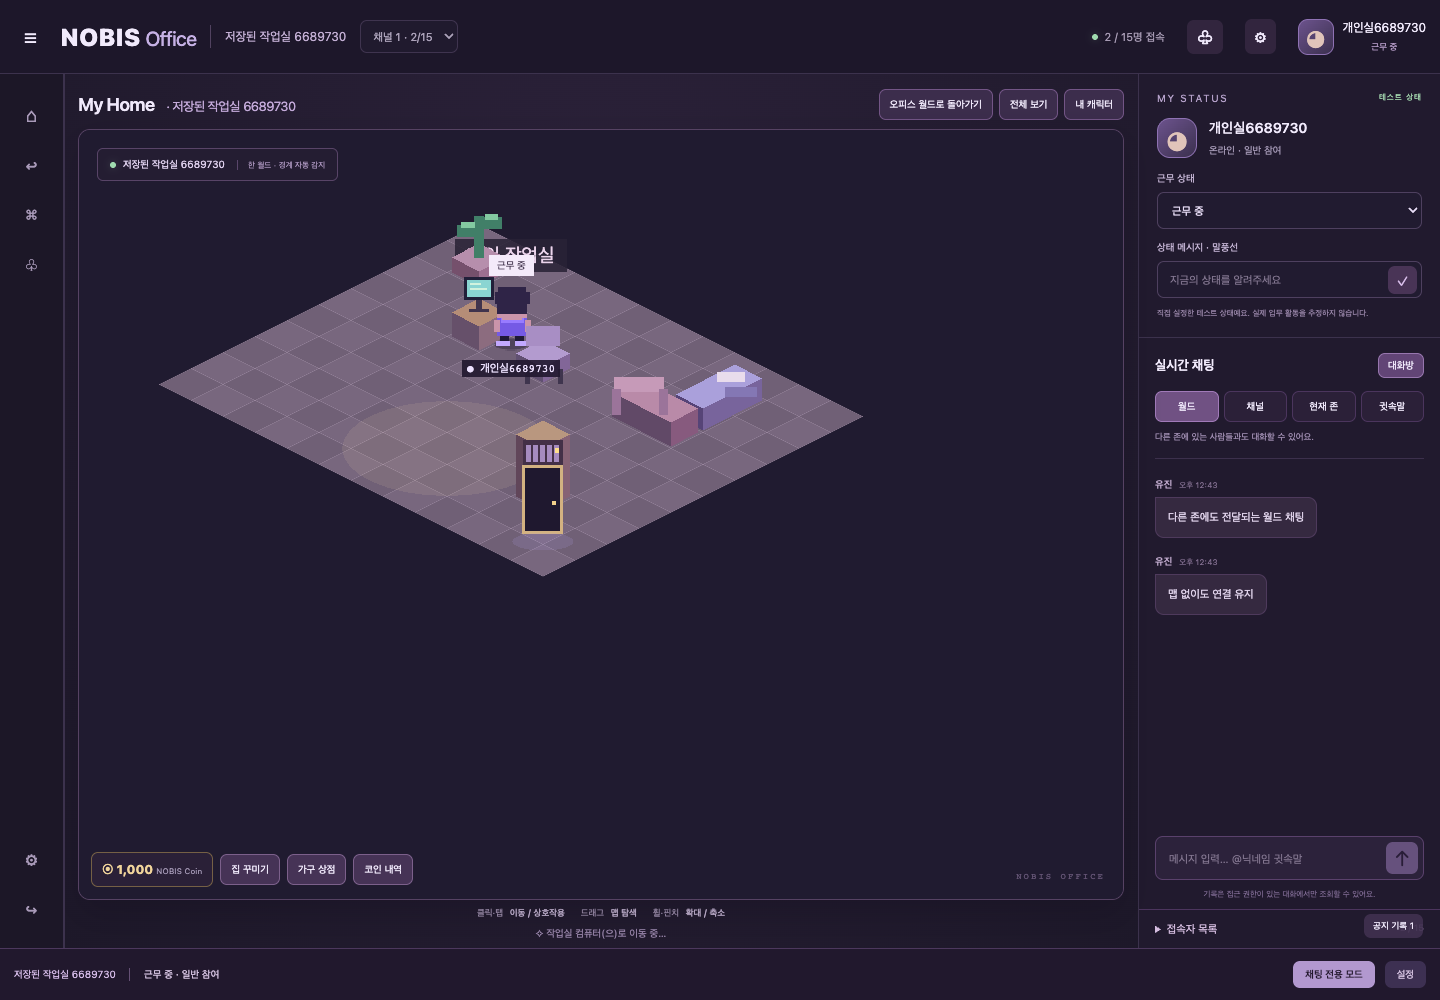 NOBIS Office
저장된 작업실 6689730
채널 1 · 2/15
2 / 15명 접속
개인실6689730
근무 중
My Home · 저장된 작업실 6689730
오피스 월드로 돌아가기
전체 보기
내 캐릭터
저장된 작업실 6689730
한 월드 · 경계 자동 감지
작업실
근무 중
개인실6689730
1,000 NOBIS Coin
집 꾸미기
가구 상점
코인 내역
NOBIS OFFICE
클릭·탭 이동 / 상호작용 드래그 맵 탐색 휠·핀치 확대 / 축소
✧ 작업실 컴퓨터(으)로 이동 중...
MY STATUS
테스트 상태
개인실6689730
온라인 · 일반 참여
근무 상태
근무 중
상태 메시지 · 말풍선
지금의 상태를 알려주세요
직접 설정한 테스트 상태예요. 실제 업무 활동을 추정하지 않습니다.
실시간 채팅
대화방
월드
채널
현재 존
귓속말
다른 존에 있는 사람들과도 대화할 수 있어요.
유진 오후 12:43
다른 존에도 전달되는 월드 채팅
유진 오후 12:43
맵 없이도 연결 유지
메시지 입력... @닉네임 귓속말
기록은 접근 권한이 있는 대화에서만 조회할 수 있어요.
접속자 목록
공지 기록 1
저장된 작업실 6689730
근무 중 · 일반 참여
채팅 전용 모드
설정